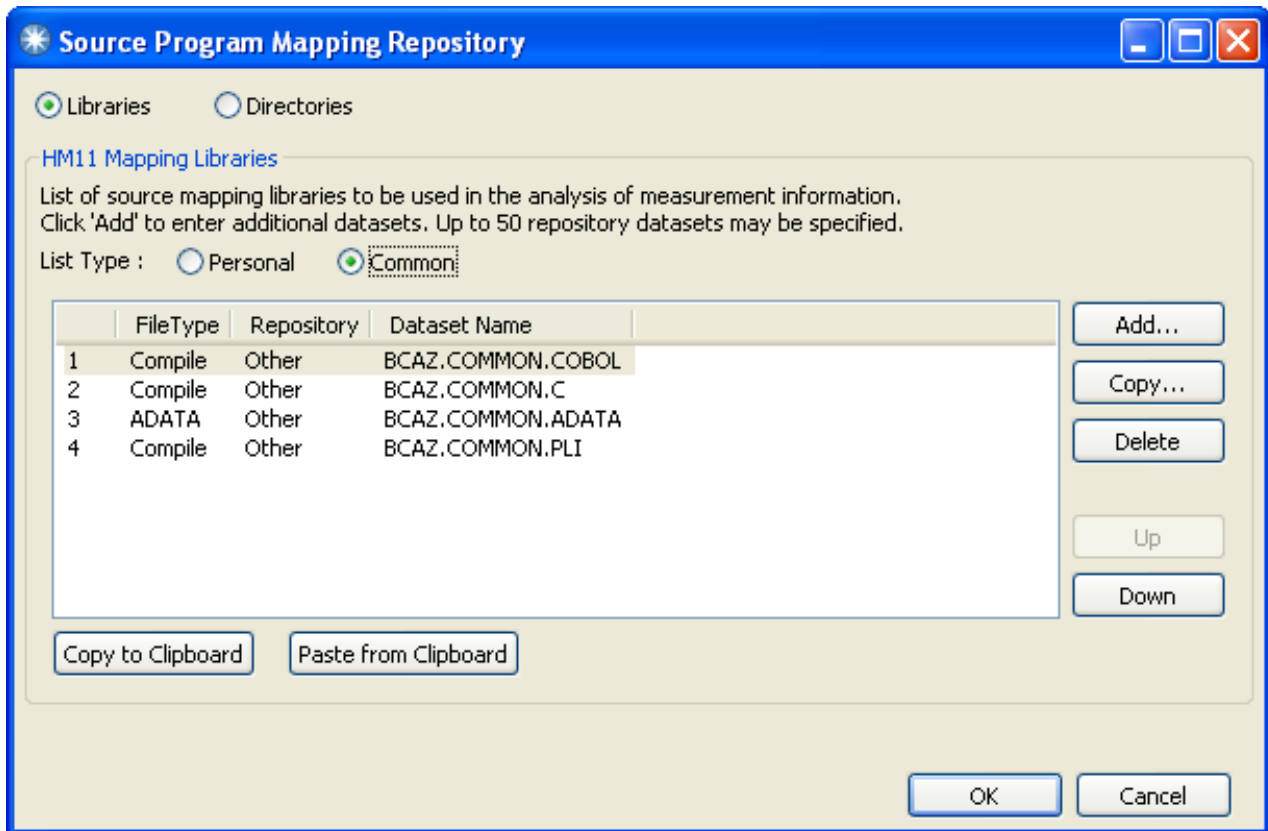 Source Program Mapping Repository
Libraries Directories
HM11 Mapping Libraries
List of source mapping libraries to be used in the analysis of measurement information.
Click 'Add' to enter additional datasets. Up to 50 repository datasets may be specified.
List Type : Personal Common
FileType Repository Dataset Name
1 Compile Other BCAZ.COMMON.COBOL
2 Compile Other BCAZ.COMMON.C
3 ADATA Other BCAZ.COMMON.ADATA
4 Compile Other BCAZ.COMMON.PLI
Add...
Copy...
Delete
Up
Down
Copy to Clipboard Paste from Clipboard
OK Cancel